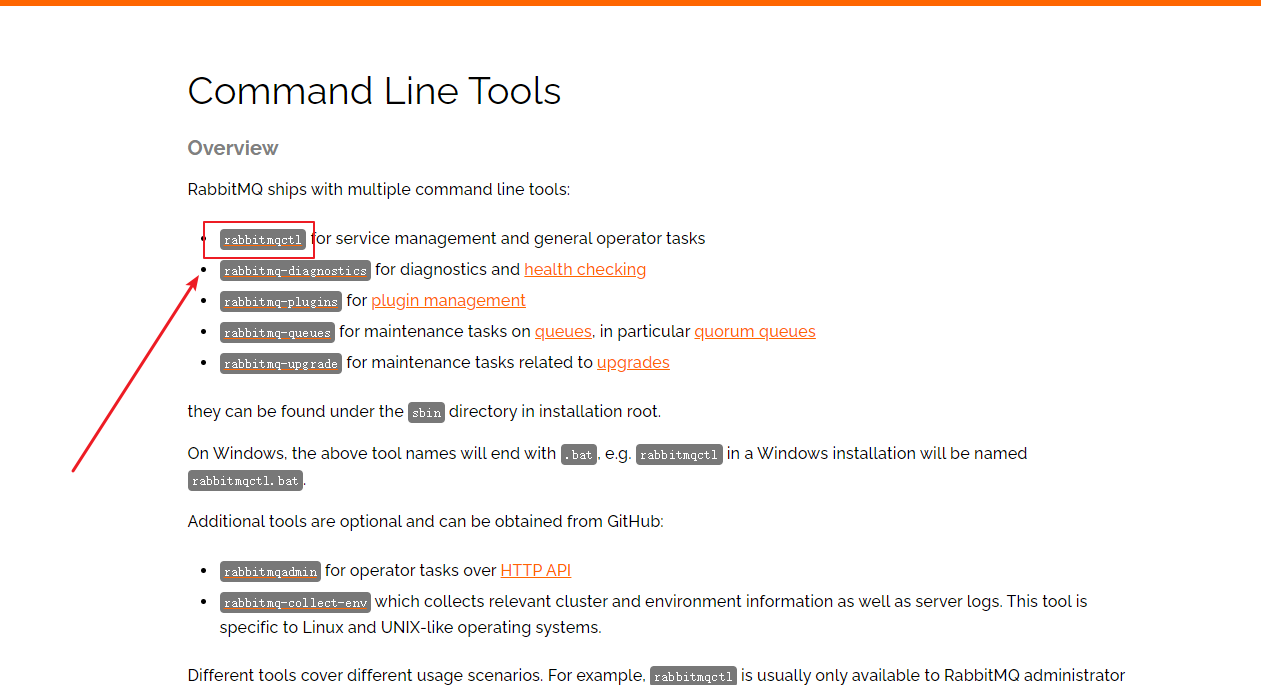 Command Line Tools
Overview
RabbitMQ ships with multiple command line tools:
rabbitmqctl for service management and general operator tasks
rabbitmq-diagnostics for diagnostics and health checking
rabbitmq-plugins for plugin management
rabbitmq-queues for maintenance tasks on queues, in particular quorum queues
rabbitmq-upgrade for maintenance tasks related to upgrades
they can be found under the sbin directory in installation root.
On Windows, the above tool names will end with .bat, e.g. rabbitmqctl in a Windows installation will be named
rabbitmqctl.bat.
Additional tools are optional and can be obtained from GitHub:
rabbitmqadmin for operator tasks over HTTP API
rabbitmq-collect-env which collects relevant cluster and environment information as well as server logs. This tool is
specific to Linux and UNIX-like operating systems.
Different tools cover different usage scenarios. For example, rabbitmqctl is usually only available to RabbitMQ administrator